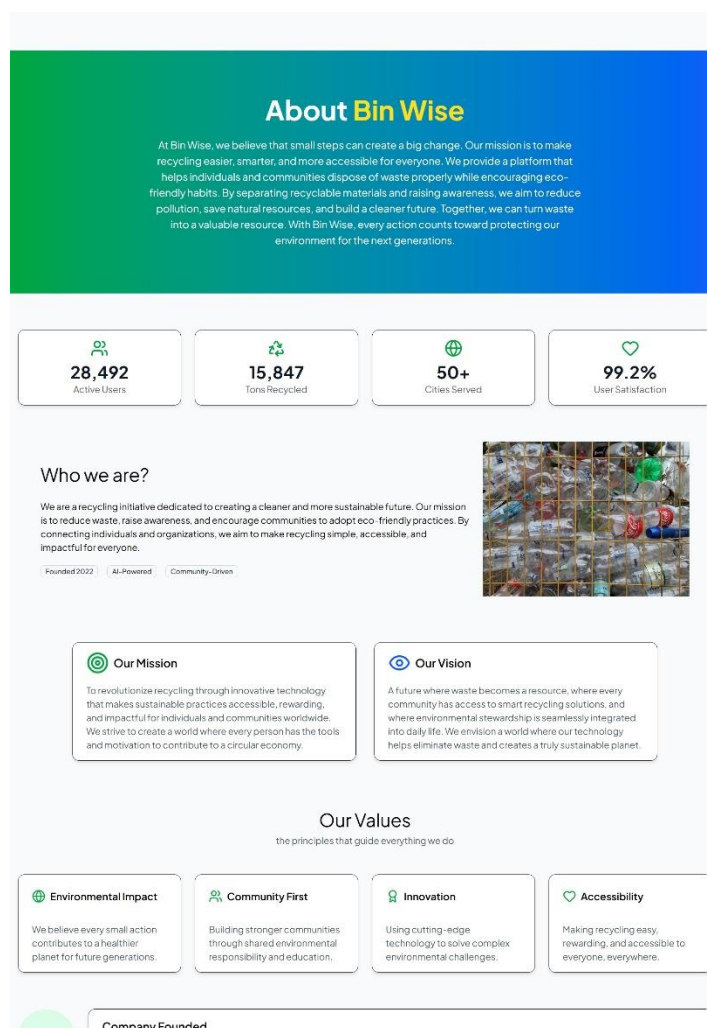 About Bin Wise
At Bin Wise, we believe that small steps can create a big change. Our mission is to make
recycling easier, smarter, and more accessible for everyone. We provide a platform that
helps individuals and communities dispose of waste properly while encouraging eco-
friendly habits. By separating recyclable materials and raising awareness, we aim to reduce
pollution, save natural resources, and build a cleaner future. Together, we can turn waste
into a valuable resource. With Bin Wise, every action counts toward protecting our
environment for the next generations.
28,492
Active Users
15,847
Tons Recycled
50+
Cities Served
99.2%
User Satisfaction
Who we are?
We are a recycling initiative dedicated to creating a cleaner and more sustainable future. Our mission
is to reduce waste, raise awareness, and encourage communities to adopt eco-friendly practices. By
connecting individuals and organizations, we aim to make recycling simple, accessible, and
impactful for everyone.
Founded 2022
AI-Powered
Community-Driven
Our Mission
To revolutionize recycling through innovative technology
that makes sustainable practices accessible, rewarding,
and impactful for individuals and communities worldwide.
We strive to create a world where every person has the tools
and motivation to contribute to a circular economy.
Our Vision
A future where waste becomes a resource, where every
community has access to smart recycling solutions, and
where environmental stewardship is seamlessly integrated
into daily life. We envision a world where our technology
helps eliminate waste and creates a truly sustainable planet.
Our Values
the principles that guide everything we do
Environmental Impact
We believe every small action
contributes to a healthier
planet for future generations.
Community First
Building stronger communities
through shared environmental
responsibility and education.
Innovation
Using cutting-edge
technology to solve complex
environmental challenges.
Accessibility
Making recycling easy,
rewarding, and accessible to
everyone, everywhere.
Company Founded